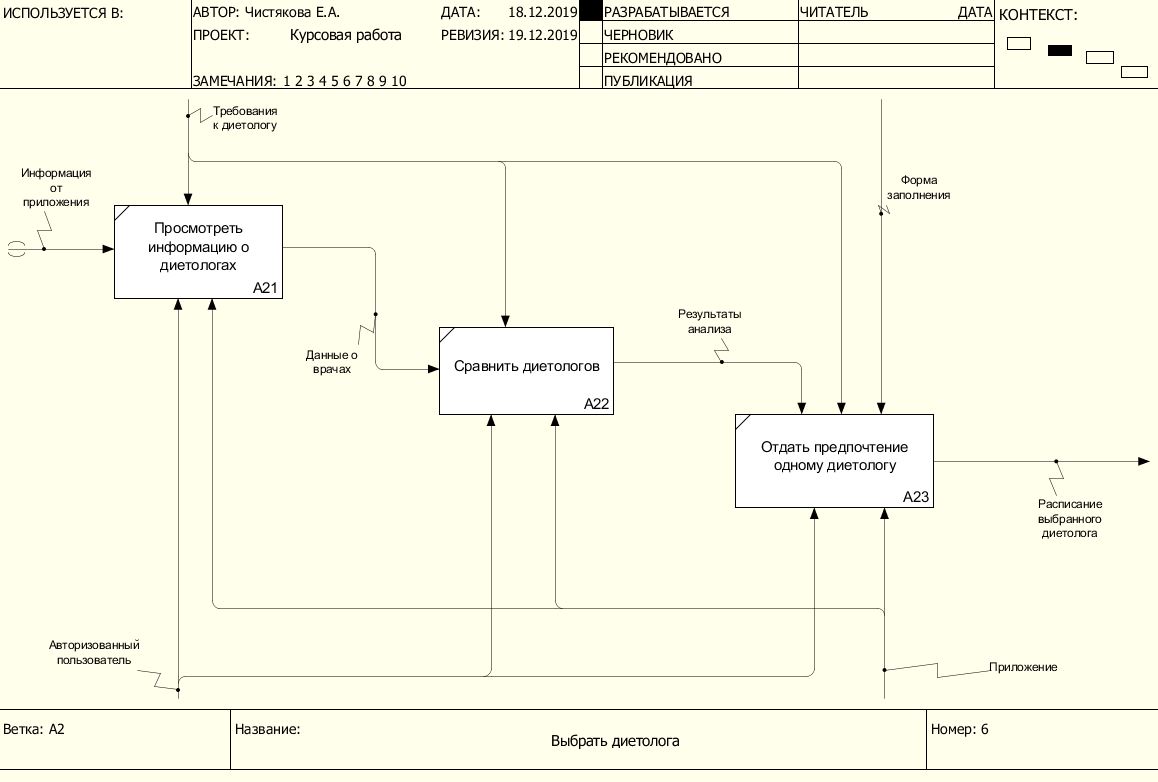 ИСПОЛЬЗУЕТСЯ В:
АВТОР: Чистякова Е.А.
ДАТА: 18.12.2019
ПРОЕКТ: Курсовая работа
РЕВИЗИЯ: 19.12.2019
ЗАМЕЧАНИЯ: 1 2 3 4 5 6 7 8 9 10
РАЗРАБАТЫВАЕТСЯ
ЧЕРНОВИК
РЕКОМЕНДОВАНО
ПУБЛИКАЦИЯ
ЧИТАТЕЛЬ ДАТА
КОНТЕКСТ:
Требования
к диетологу
Информация
от
приложения
Форма
заполнения
Просмотреть
информацию о
диетологах
A21
Данные о
врачах
Результаты
анализа
Сравнить диетологов
A22
Отдать предпочтение
одному диетологу
A23
Расписание
выбранного
диетолога
Авторизованный
пользователь
Приложение
Ветка: A2
Название:
Выбрать диетолога
Номер: 6